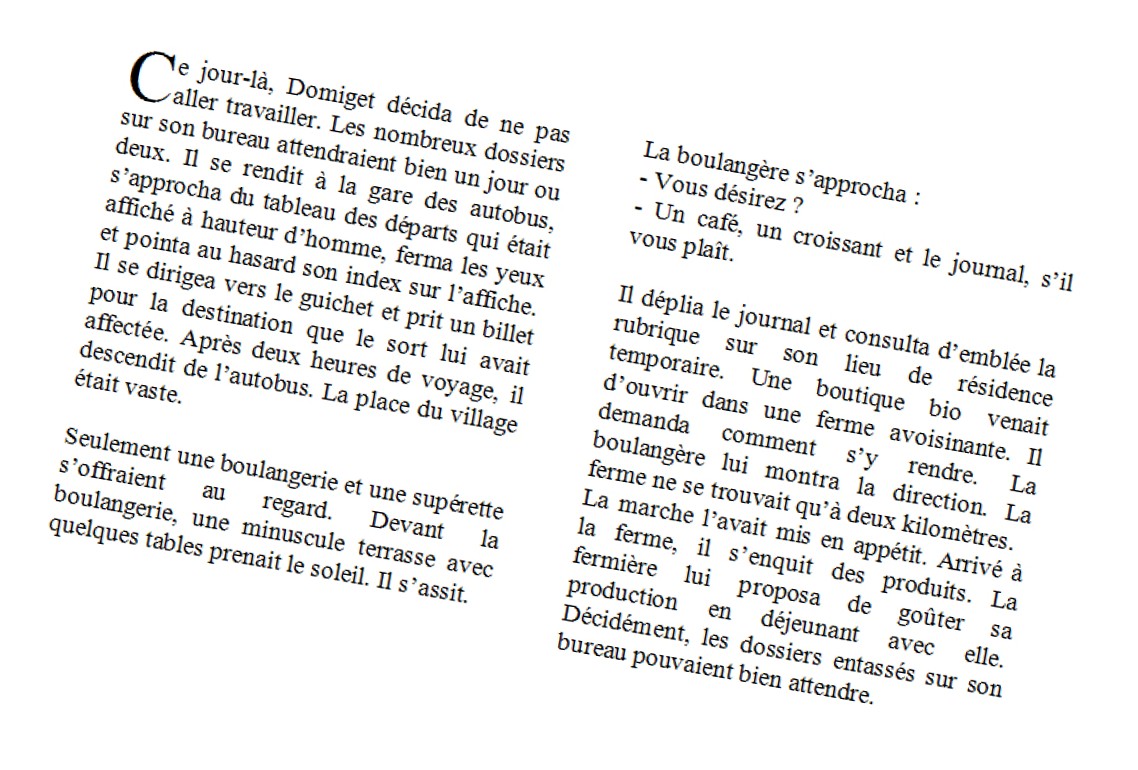 Ce jour-là, Domiget décida de ne pas
aller travailler. Les nombreux dossiers
sur son bureau attendraient bien un jour ou
deux. Il se rendit à la gare des autobus,
s’approcha du tableau des départs qui était
affiché à hauteur d’homme, ferma les yeux
et pointa au hasard son index sur l’affiche.
Il se dirigea vers le guichet et prit un billet
pour la destination que le sort lui avait
affectée. Après deux heures de voyage, il
descendit de l’autobus. La place du village
était vaste.
Seulement une boulangerie et une supérette
s’offraient au regard. Devant la
boulangerie, une minuscule terrasse avec
quelques tables prenait le soleil. Il s’assit.
La boulangère s’approcha :
- Vous désirez ?
- Un café, un croissant et le journal, s’il
vous plaît.
Il déplia le journal et consulta d’emblée la
rubrique sur son lieu de résidence
temporaire. Une boutique bio venait
d’ouvrir dans une ferme avoisinante. Il
demanda comment s’y rendre. La
boulangère lui montra la direction. La
ferme ne se trouvait qu’à deux kilomètres.
La marche l’avait mis en appétit. Arrivé à
la ferme, il s’enquit des produits. La
fermière lui proposa de goûter sa
production en déjeunant avec elle.
Décidément, les dossiers entassés sur son
bureau pouvaient bien attendre.